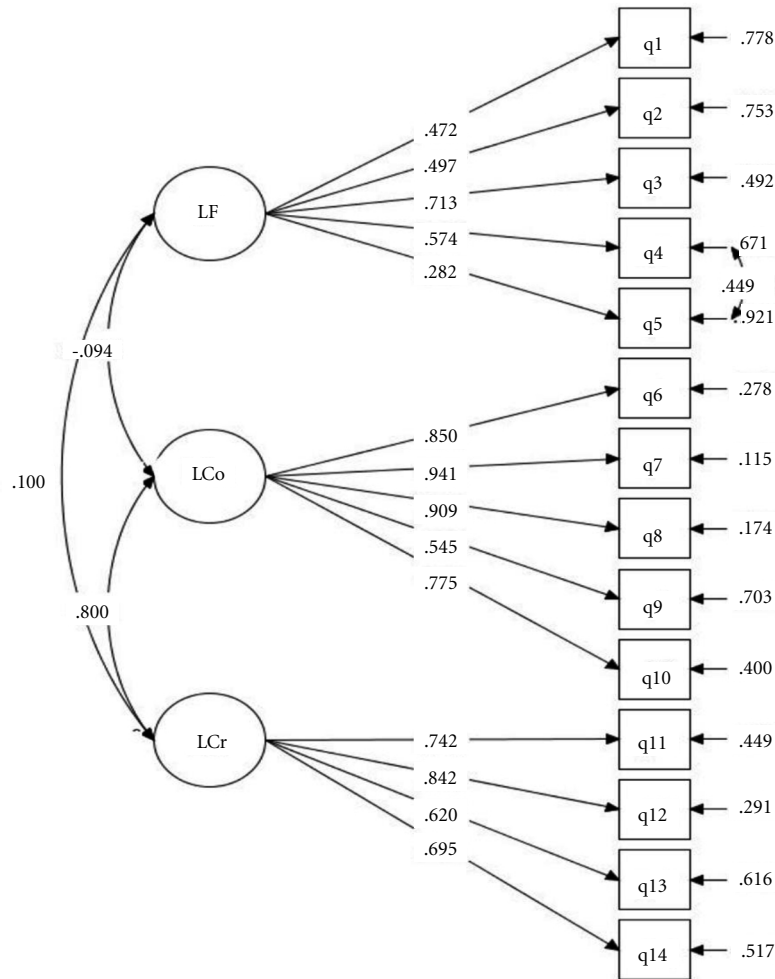 q1
.778
q2
.753
.472
.497
q3
.492
.713
LF
.574
q4
.671
.282
.449
q5
.921
-.094
q6
.278
.850
LCo
.941
q7
.115
.100
.909
q8
.174
.545
.775
q9
.703
.800
q10
.400
LCr
.742
q11
.449
.842
q12
.291
.620
.695
q13
.616
q14
.517